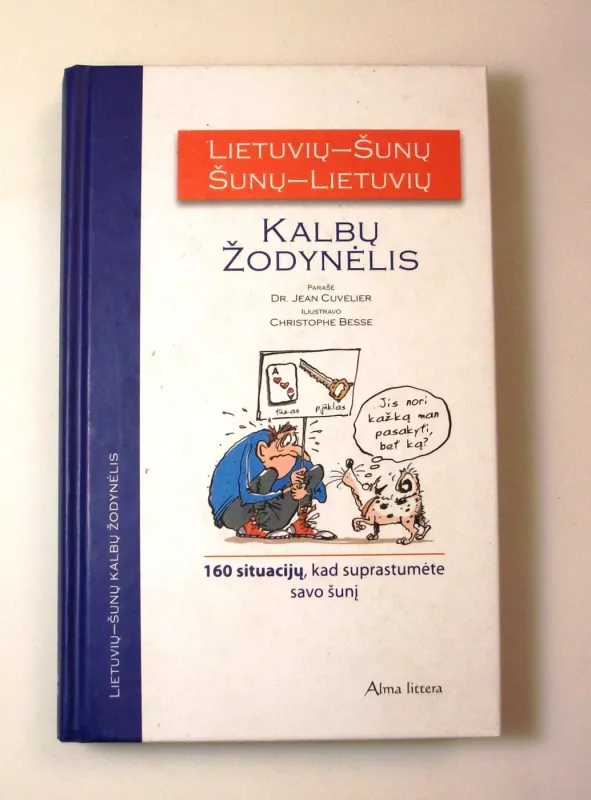 LIETUVIŲ–ŠUNŲ
ŠUNŲ–LIETUVIŲ
KALBŲ
ŽODYNĖLIS
PARAŠĖ
DR. JEAN CUVELIER
ILIUSTRAVO
CHRISTOPHE BESSE
A
tūzas pjūklas
Jis nori
kažką man
pasakyti,
bet ką?
160 situacijų, kad suprastumėte
savo šunį
Alma littera
LIETUVIŲ–ŠUNŲ KALBŲ ŽODYNĖLIS